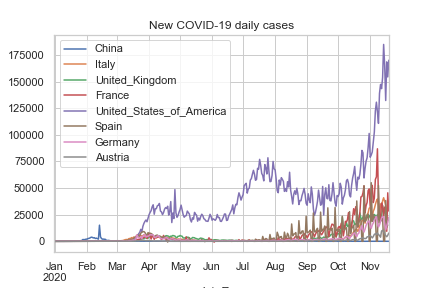 New COVID-19 daily cases
China
Italy
United_Kingdom
France
United_States_of_America
Spain
Germany
Austria
175000
150000
125000
100000
75000
50000
25000
0
Jan Feb Mar Apr May Jun Jul Aug Sep Oct Nov
2020